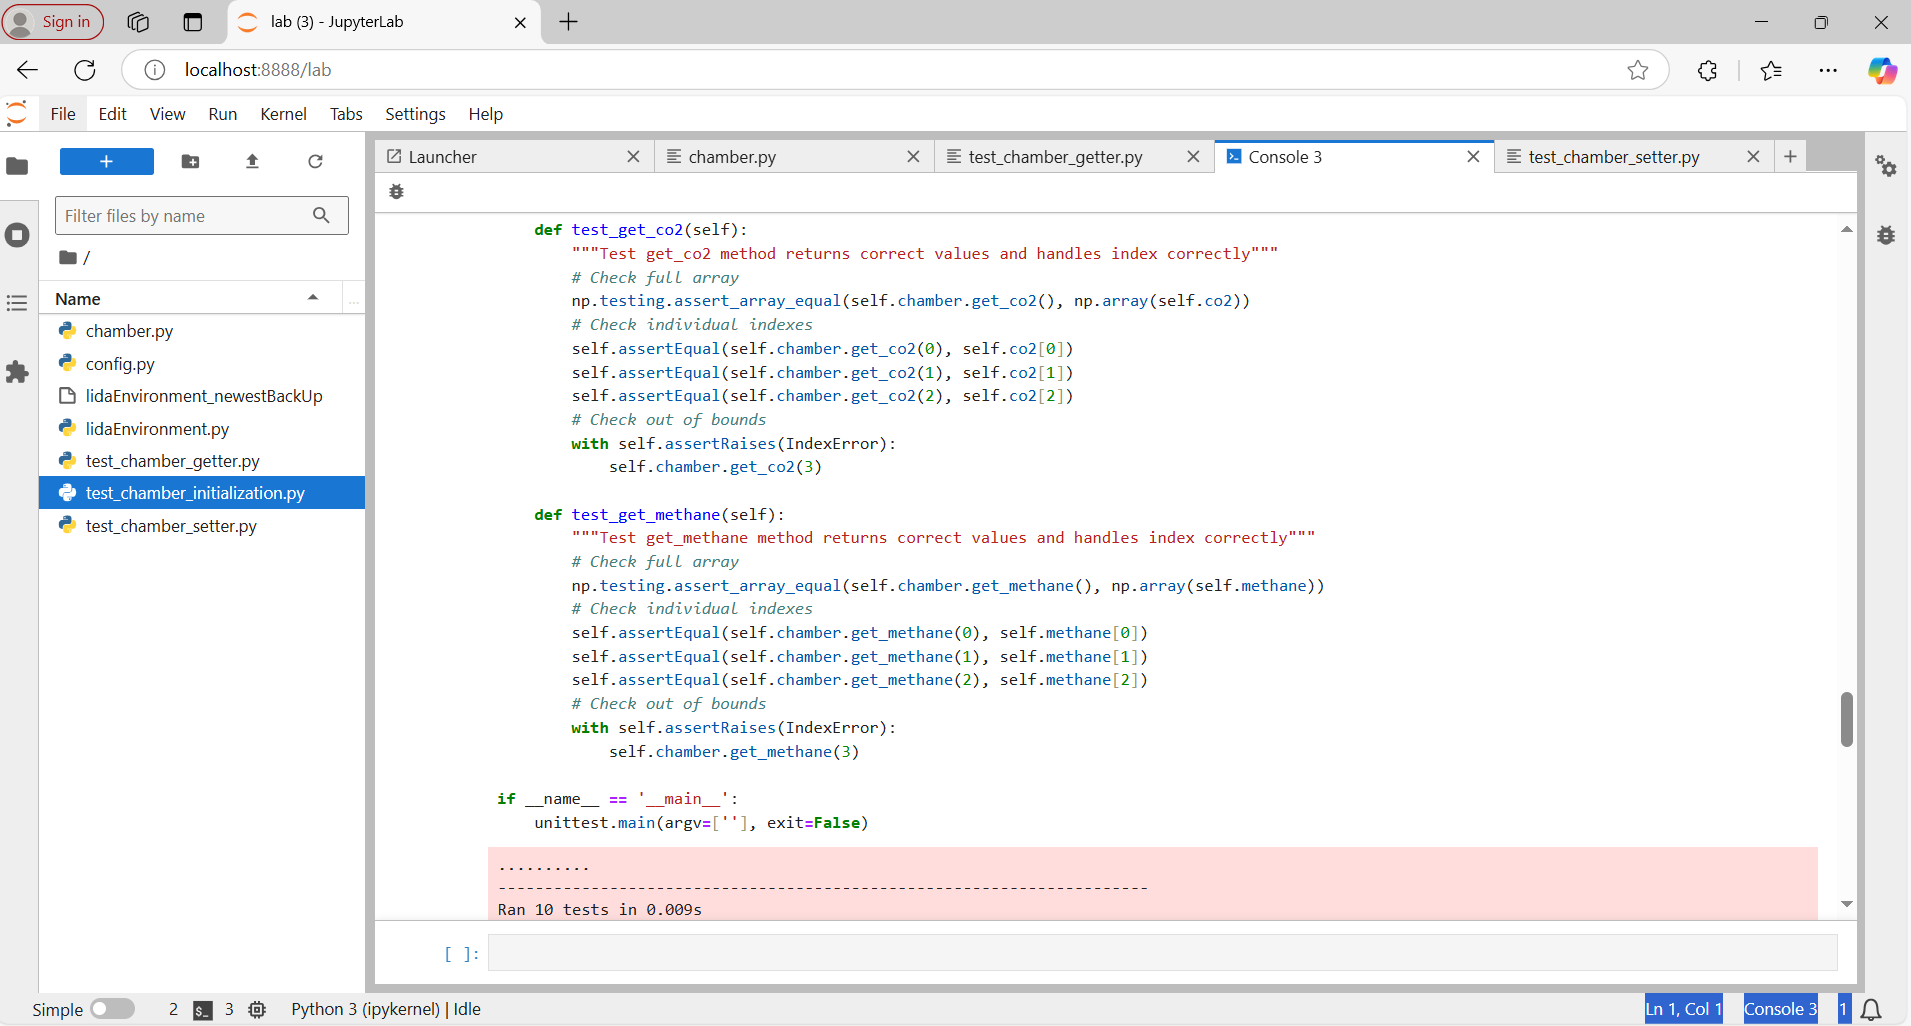 Sign in
lab (3) - JupyterLab
localhost:8888/lab
File Edit View Run Kernel Tabs Settings Help
Launcher
chamber.py
test_chamber_getter.py
Console 3
test_chamber_setter.py
Filter files by name
/
Name
...
chamber.py
config.py
lidaEnvironment_newestBackUp
lidaEnvironment.py
test_chamber_getter.py
test_chamber_initialization.py
test_chamber_setter.py
def test_get_co2(self):
"""Test get_co2 method returns correct values and handles index correctly"""
# Check full array
np.testing.assert_array_equal(self.chamber.get_co2(), np.array(self.co2))
# Check individual indexes
self.assertEqual(self.chamber.get_co2(0), self.co2[0])
self.assertEqual(self.chamber.get_co2(1), self.co2[1])
self.assertEqual(self.chamber.get_co2(2), self.co2[2])
# Check out of bounds
with self.assertRaises(IndexError):
self.chamber.get_co2(3)
def test_get_methane(self):
"""Test get_methane method returns correct values and handles index correctly"""
# Check full array
np.testing.assert_array_equal(self.chamber.get_methane(), np.array(self.methane))
# Check individual indexes
self.assertEqual(self.chamber.get_methane(0), self.methane[0])
self.assertEqual(self.chamber.get_methane(1), self.methane[1])
self.assertEqual(self.chamber.get_methane(2), self.methane[2])
# Check out of bounds
with self.assertRaises(IndexError):
self.chamber.get_methane(3)
if __name__ == '__main__':
unittest.main(argv=[''], exit=False)
..........
----------------------------------------------------------------------
Ran 10 tests in 0.009s
[ ]:
Simple 2 3 Python 3 (ipykernel) | Idle Ln 1, Col 1 Console 3 1